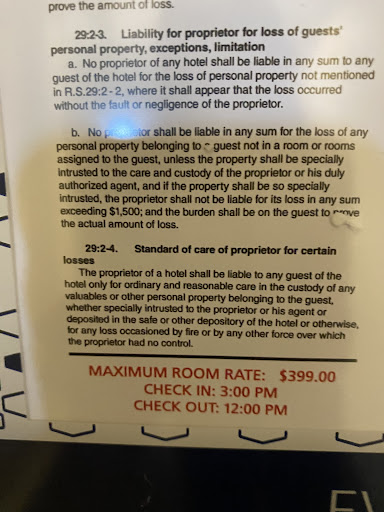 prove the amount of loss.
29:2-3. Liability for proprietor for loss of guests'
personal property, exceptions, limitation
a. No proprietor of any hotel shall be liable in any sum to any
guest of the hotel for the loss of personal property not mentioned
in R.S.29:2-2, where it shall appear that the loss occurred
without the fault or negligence of the proprietor.
b. No proprietor shall be liable in any sum for the loss of any
personal property belonging to a guest not in a room or rooms
assigned to the guest, unless the property shall be specially
intrusted to the care and custody of the proprietor or his duly
authorized agent, and if the property shall be so specially
intrusted, the proprietor shall not be liable for its loss in any sum
exceeding $1,500; and the burden shall be on the guest to prove
the actual amount of loss.
29:2-4. Standard of care of proprietor for certain
losses
The proprietor of a hotel shall be liable to any guest of the
hotel only for ordinary and reasonable care in the custody of any
valuables or other personal property belonging to the guest,
whether specially intrusted to the proprietor or his agent or
deposited in the safe or other depository of the hotel or otherwise,
for any loss occasioned by fire or by any other force over which
the proprietor had no control.
MAXIMUM ROOM RATE: $399.00
CHECK IN: 3:00 PM
CHECK OUT: 12:00 PM